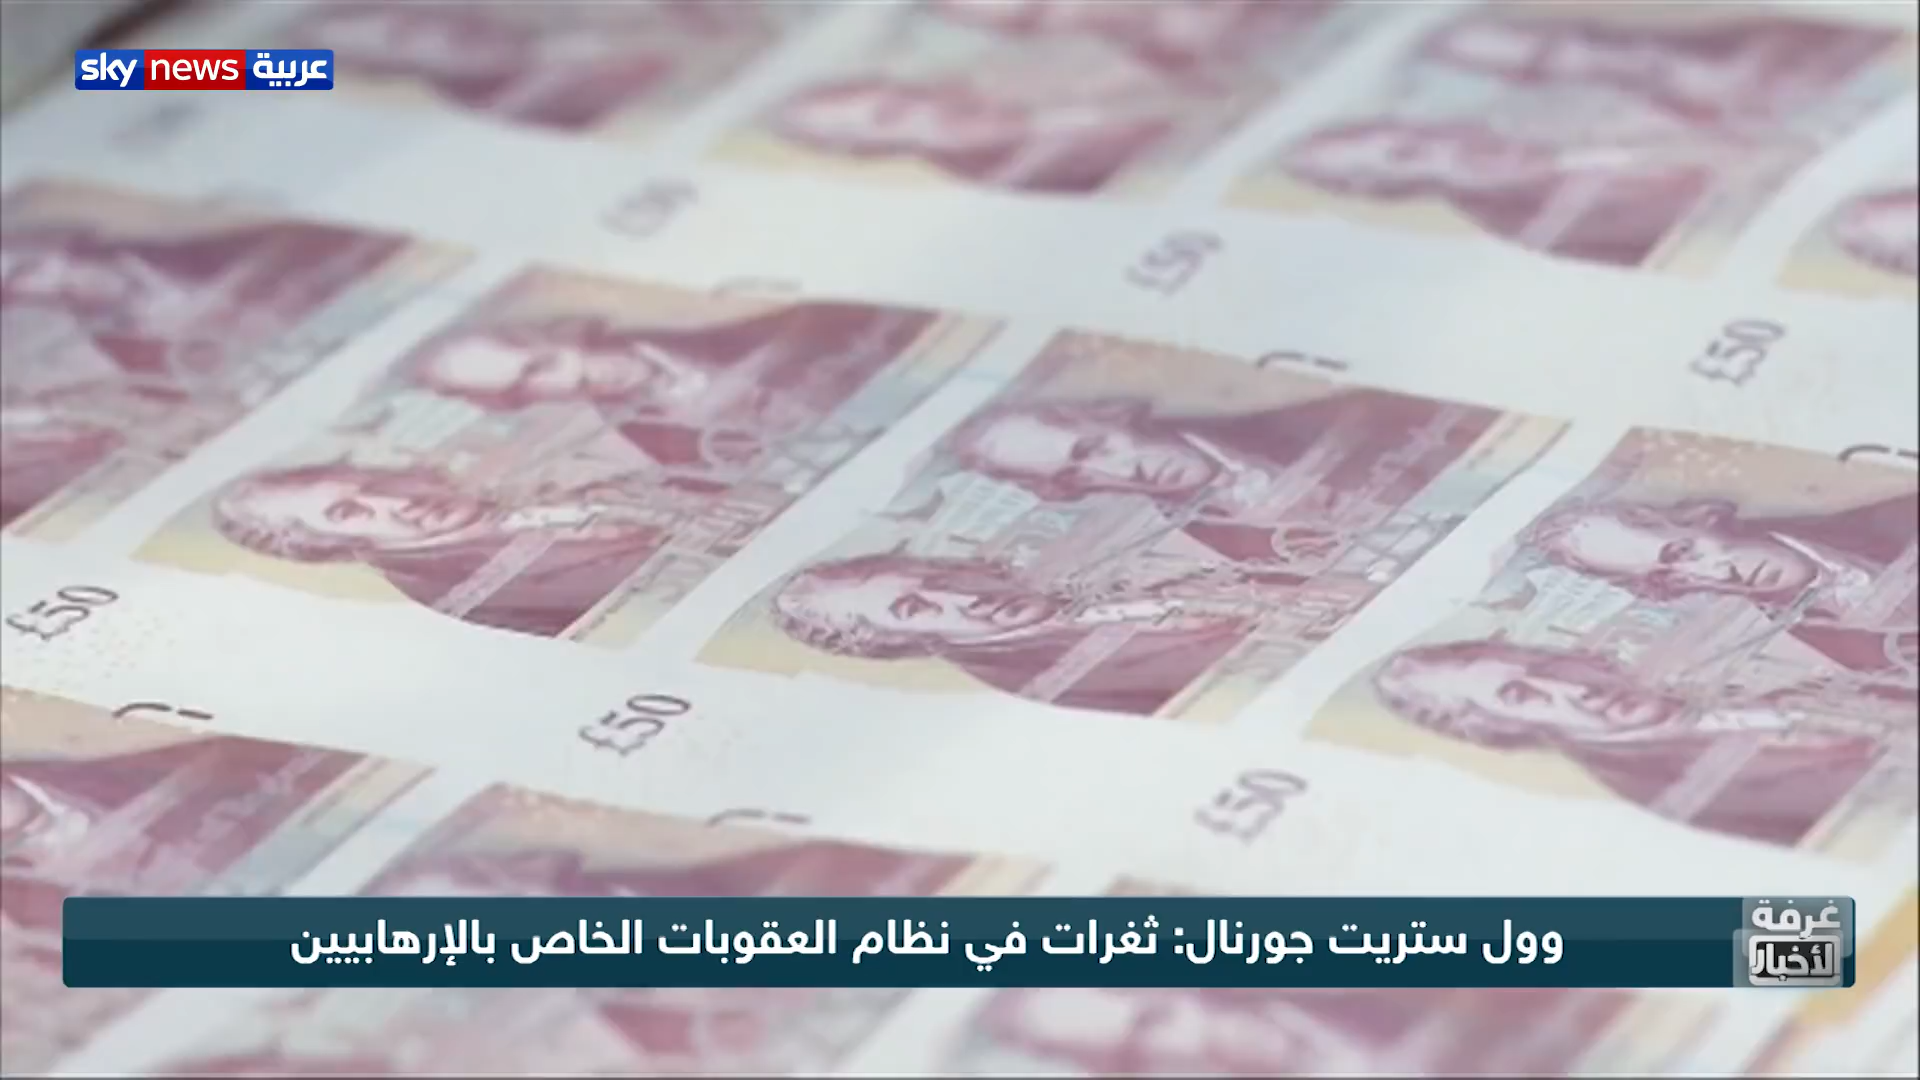 sky news عربية
£50
£50
£50
£50
£50
£50
وول ستريت جورنال: ثغرات في نظام العقوبات الخاص بالإرهابيين
غرفة
الأخبار